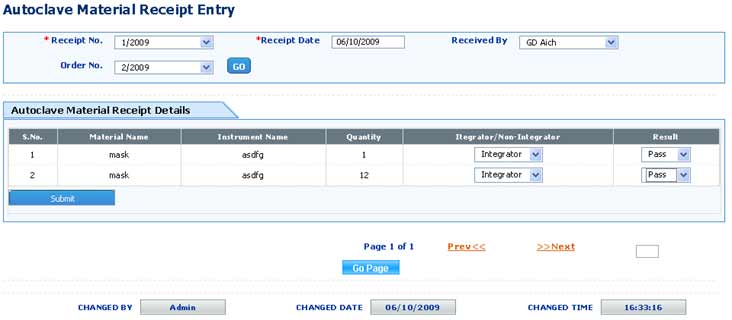 Autoclave Material Receipt Entry
* Receipt No. 1/2009 *Receipt Date 06/10/2009 Received By GD Aich
Order No. 2/2009 GO
Autoclave Material Receipt Details
S.No. Material Name Instrument Name Quantity Itegrator/Non-Integrator Result
1 mask asdfg 1 Integrator Pass
2 mask asdfg 12 Integrator Pass
Submit
Page 1 of 1 Prev<< >>Next
Go Page
CHANGED BY Admin CHANGED DATE 06/10/2009 CHANGED TIME 16:33:16